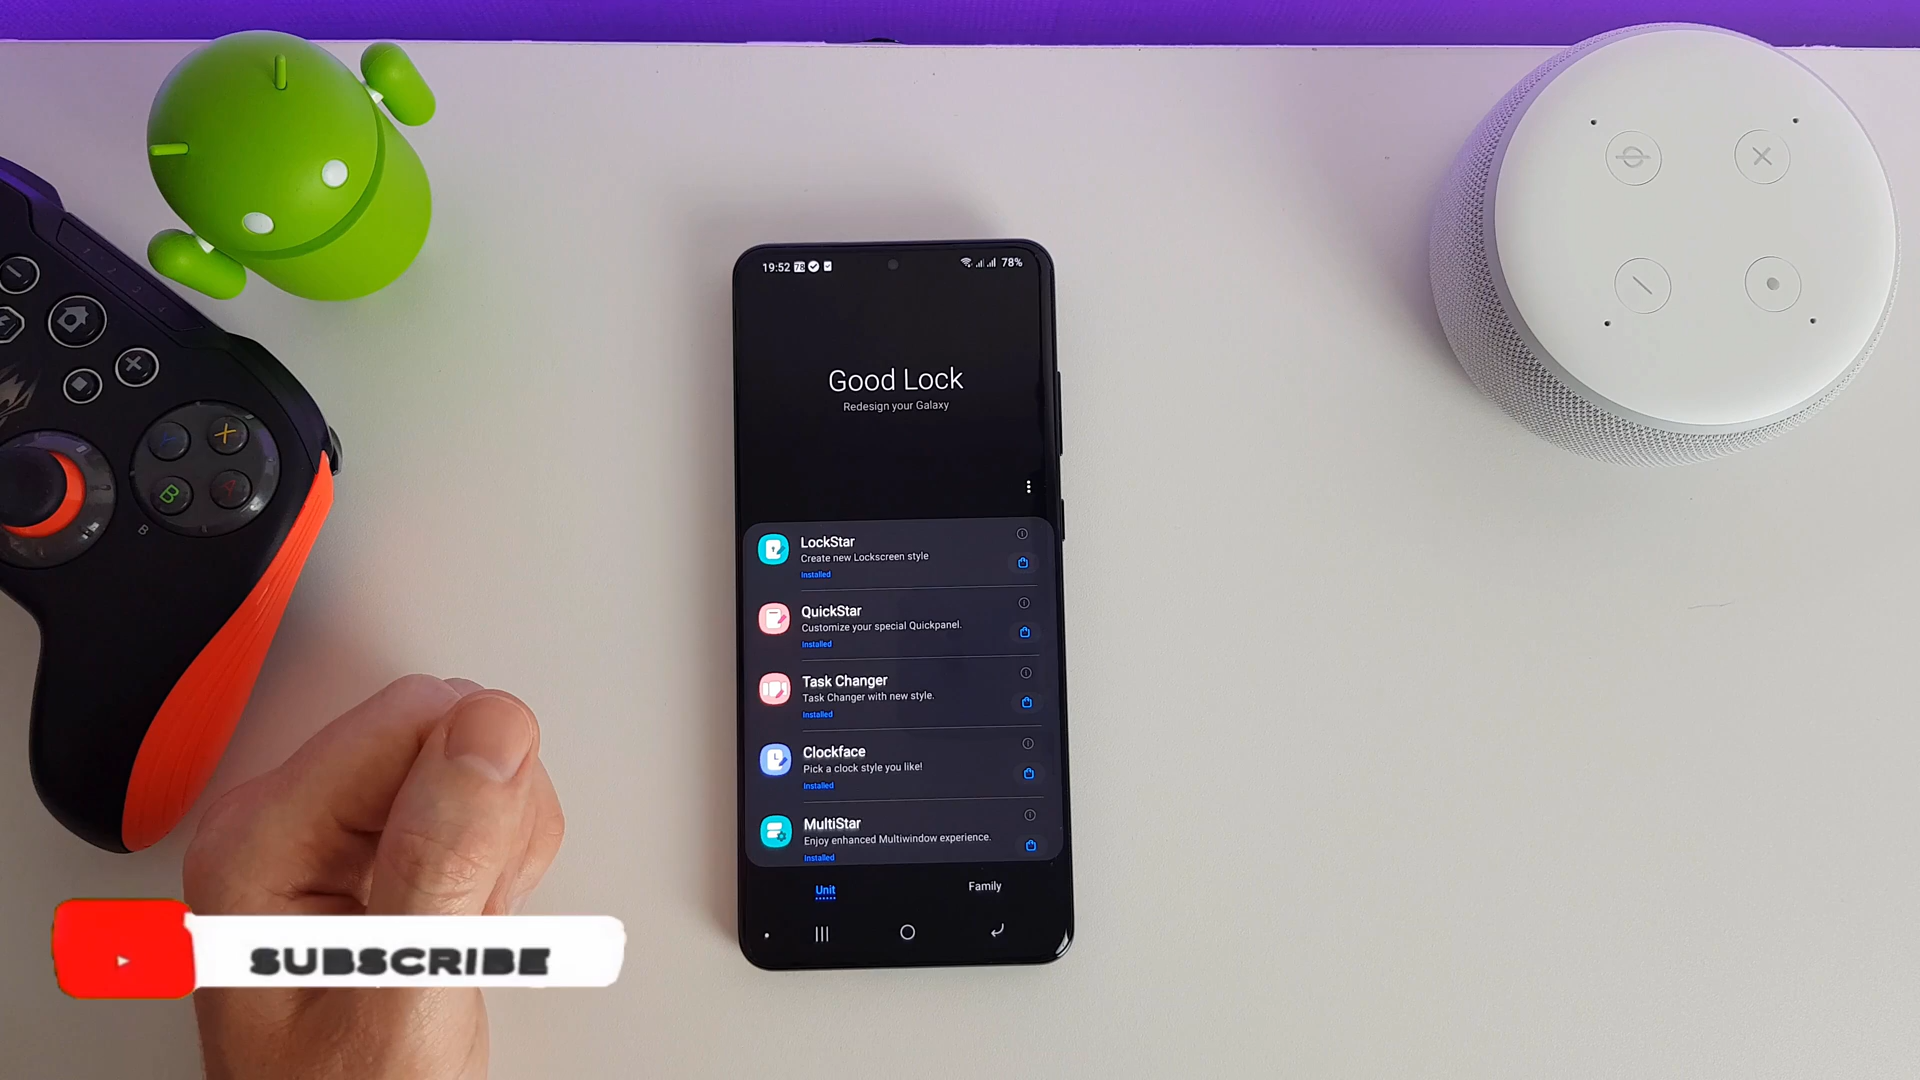 19:52 78
78%
Good Lock
Redesign your Galaxy
LockStar
Create new Lockscreen style
Installed
QuickStar
Customize your special Quickpanel.
Installed
Task Changer
Task Changer with new style.
Installed
Clockface
Pick a clock style you like!
Installed
MultiStar
Enjoy enhanced Multiwindow experience.
Installed
Unit
Family
X
Y
B
A
B
SUBSCRIBE